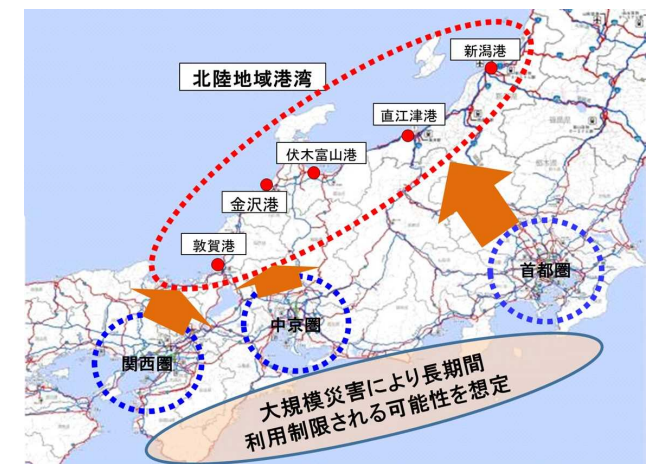 新潟港
北陸地域港湾
直江津港
伏木富山港
金沢港
敦賀港
首都圏
中京圏
関西圏
大規模災害により長期間
利用制限される可能性を想定